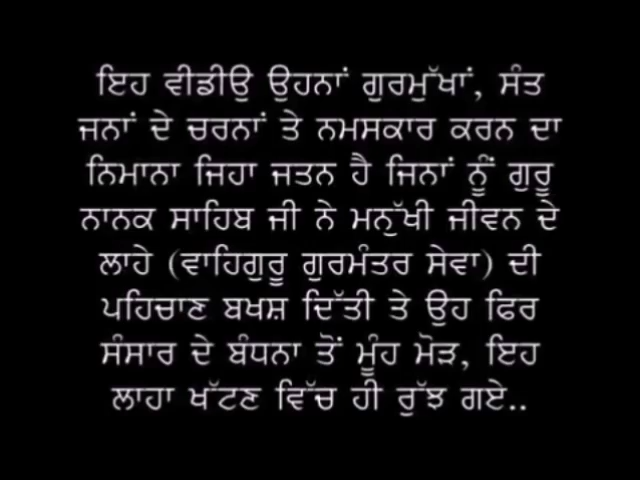 ਇਹ ਵੀਡੀਉ ਉਹਨਾਂ ਗੁਰਮੁੱਖਾਂ, ਸੰਤ
ਜਨਾਂ ਦੇ ਚਰਨਾਂ ਤੇ ਨਮਸਕਾਰ ਕਰਨ ਦਾ
ਨਿਮਾਨਾ ਜਿਹਾ ਜਤਨ ਹੈ ਜਿਨਾਂ ਨੂੰ ਗੁਰੂ
ਨਾਨਕ ਸਾਹਿਬ ਜੀ ਨੇ ਮਨੁੱਖੀ ਜੀਵਨ ਦੇ
ਲਾਹੇ (ਵਾਹਿਗੁਰੂ ਗੁਰਮੰਤਰ ਸੇਵਾ) ਦੀ
ਪਹਿਚਾਣ ਬਖਸ਼ ਦਿੱਤੀ ਤੇ ਉਹ ਫਿਰ
ਸੰਸਾਰ ਦੇ ਬੰਧਨਾ ਤੋਂ ਮੂੰਹ ਮੋੜ, ਇਹ
ਲਾਹਾ ਖੱਟਣ ਵਿੱਚ ਹੀ ਰੁੱਝ ਗਏ..